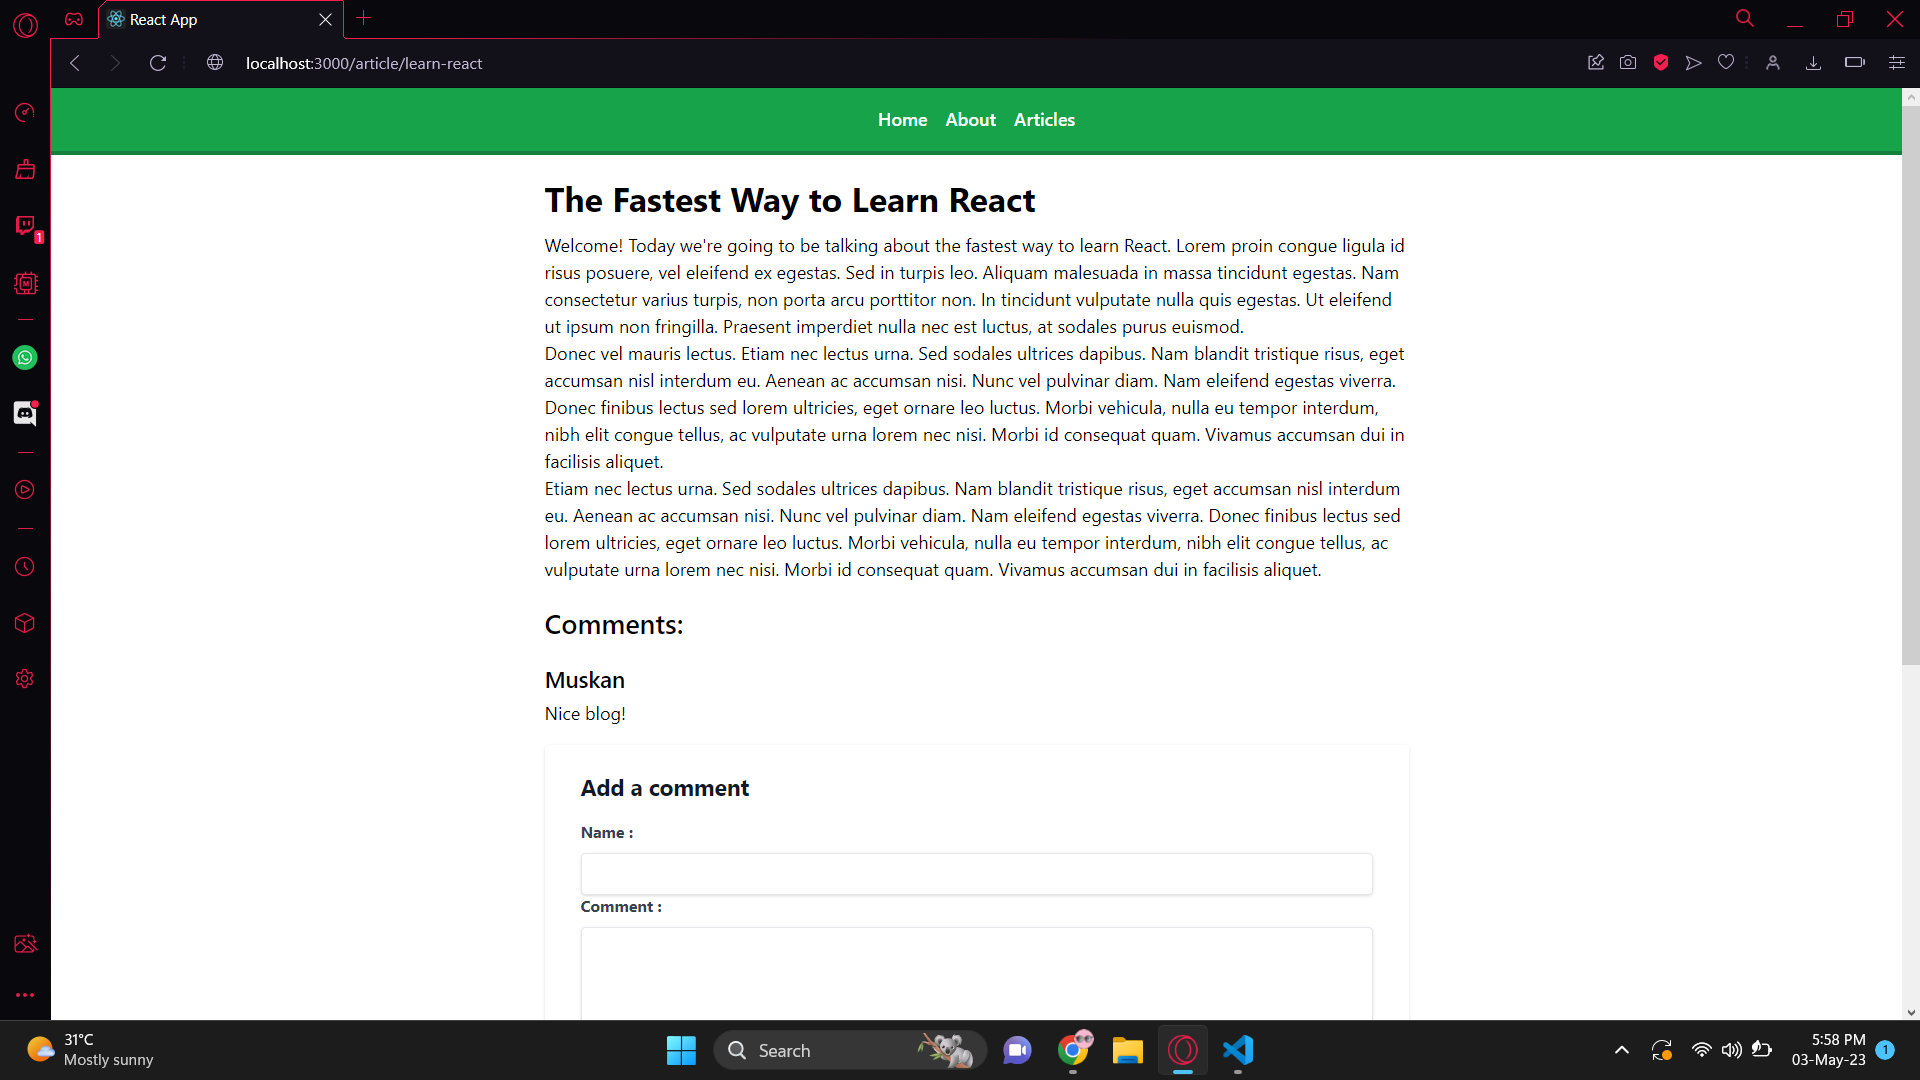 React App
localhost:3000/article/learn-react
1
M
Home About Articles
The Fastest Way to Learn React
Welcome! Today we're going to be talking about the fastest way to learn React. Lorem proin congue ligula id
risus posuere, vel eleifend ex egestas. Sed in turpis leo. Aliquam malesuada in massa tincidunt egestas. Nam
consectetur varius turpis, non porta arcu porttitor non. In tincidunt vulputate nulla quis egestas. Ut eleifend
ut ipsum non fringilla. Praesent imperdiet nulla nec est luctus, at sodales purus euismod.
Donec vel mauris lectus. Etiam nec lectus urna. Sed sodales ultrices dapibus. Nam blandit tristique risus, eget
accumsan nisl interdum eu. Aenean ac accumsan nisi. Nunc vel pulvinar diam. Nam eleifend egestas viverra.
Donec finibus lectus sed lorem ultricies, eget ornare leo luctus. Morbi vehicula, nulla eu tempor interdum,
nibh elit congue tellus, ac vulputate urna lorem nec nisi. Morbi id consequat quam. Vivamus accumsan dui in
facilisis aliquet.
Etiam nec lectus urna. Sed sodales ultrices dapibus. Nam blandit tristique risus, eget accumsan nisl interdum
eu. Aenean ac accumsan nisi. Nunc vel pulvinar diam. Nam eleifend egestas viverra. Donec finibus lectus sed
lorem ultricies, eget ornare leo luctus. Morbi vehicula, nulla eu tempor interdum, nibh elit congue tellus, ac
vulputate urna lorem nec nisi. Morbi id consequat quam. Vivamus accumsan dui in facilisis aliquet.
Comments:
Muskan
Nice blog!
Add a comment
Name :
Comment :
31°C
Mostly sunny
Search
5:58 PM
03-May-23
1